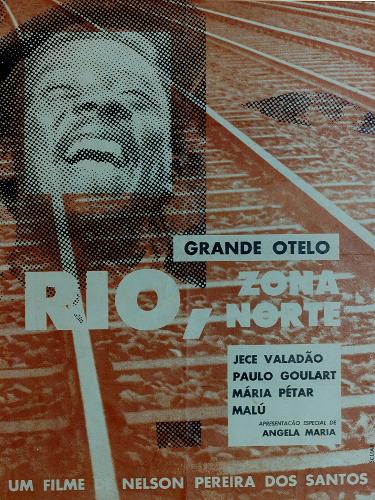 GRANDE OTELO
RIO,
ZONA
NORTE
JECE VALADÃO
PAULO GOULART
MÁRIA PÉTAR
MALÚ
APRESENTAÇÃO ESPECIAL DE
ANGELA MARIA
UM FILME DE NELSON PEREIRA DOS SANTOS